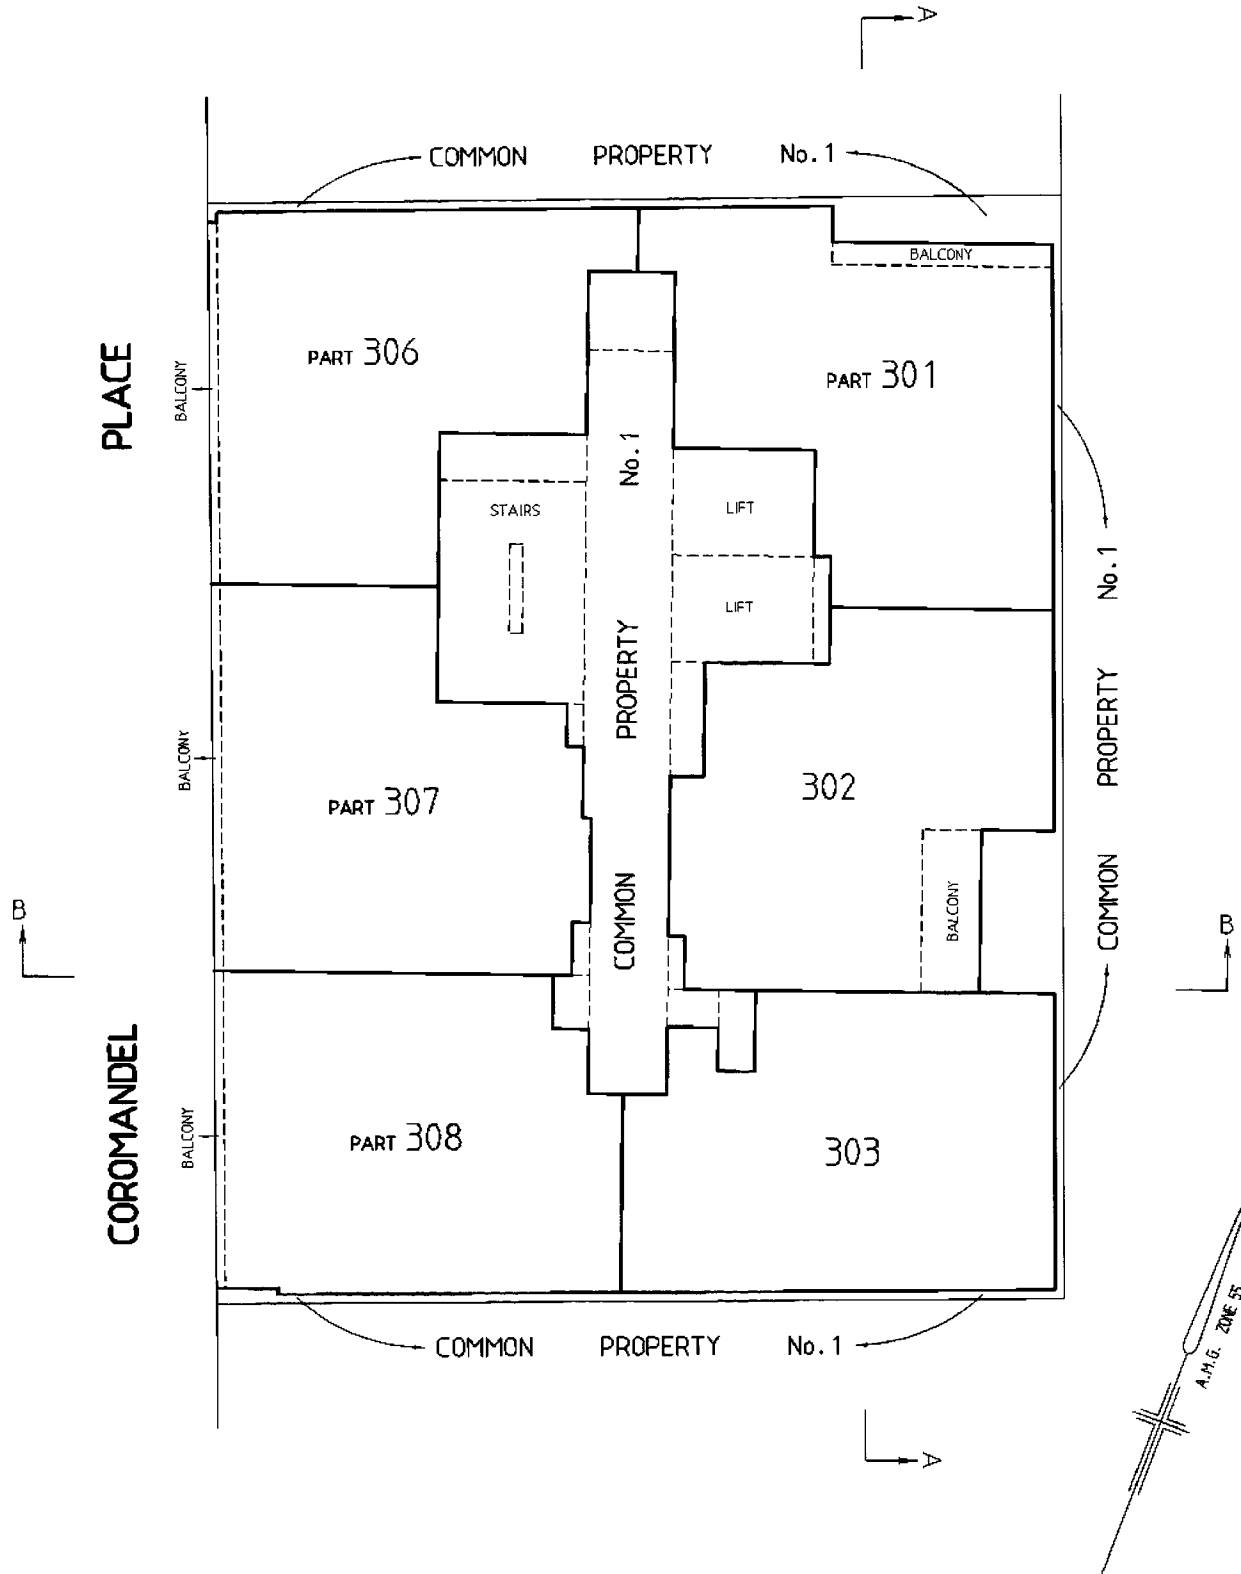 A
COMMON PROPERTY No.1
BALCONY
PLACE
BALCONY
PART 306
PART 301
No.1
STAIRS
LIFT
LIFT
COMMON PROPERTY No.1
COMMON PROPERTY
BALCONY
PART 307
302
BALCONY
B
B
COROMANDEL
BALCONY
PART 308
303
COMMON PROPERTY No.1
A
A.M.G. ZONE 55